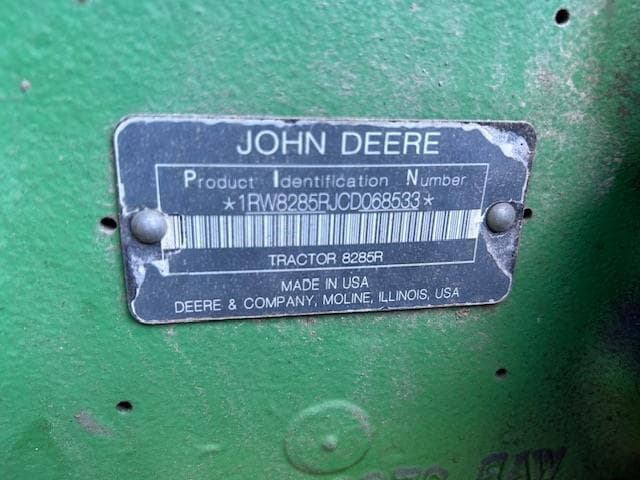 JOHN DEERE
Product Identification Number
*1RW8285RJCD068533*
TRACTOR 8285R
MADE IN USA
DEERE & COMPANY, MOLINE, ILLINOIS, USA